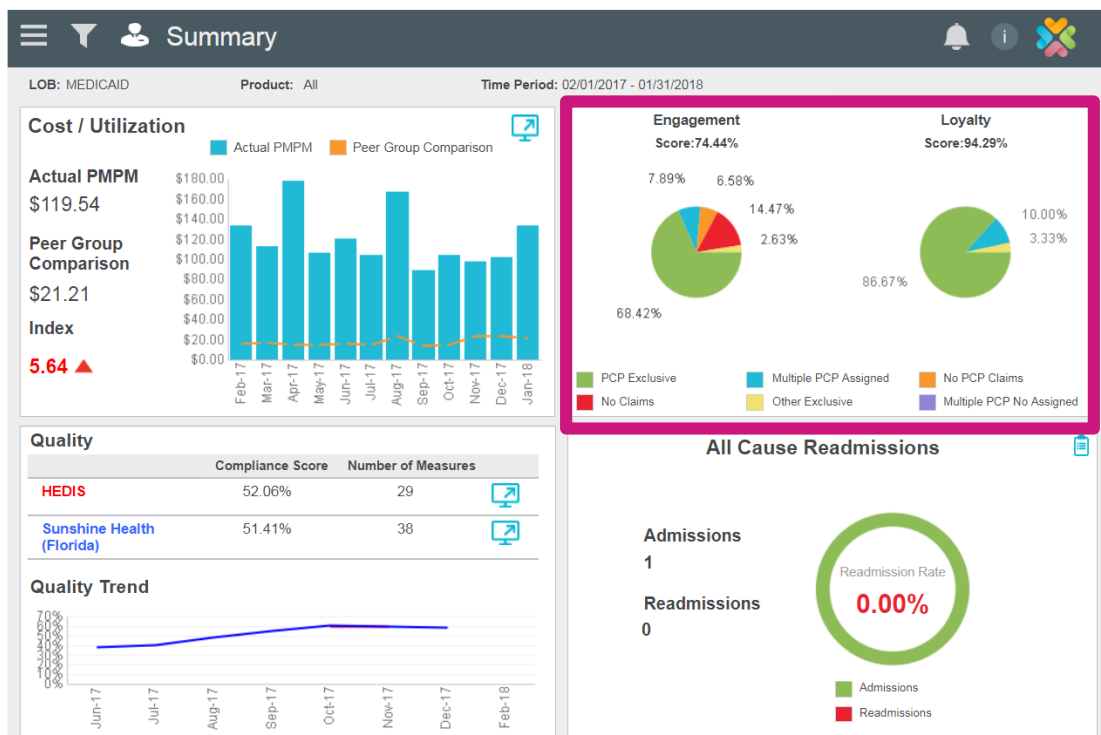 Summary
i
LOB: MEDICAID Product: All Time Period: 02/01/2017 - 01/31/2018
Cost / Utilization
Actual PMPM Peer Group Comparison
Actual PMPM
$119.54
Peer Group
Comparison
$21.21
Index
5.64
$180.00
$160.00
$140.00
$120.00
$100.00
$80.00
$60.00
$40.00
$20.00
$0.00
Feb-17 Mar-17 Apr-17 May-17 Jun-17 Jul-17 Aug-17 Sep-17 Oct-17 Nov-17 Dec-17 Jan-18
Engagement
Score:74.44%
7.89% 6.58%
14.47%
2.63%
68.42%
Loyalty
Score:94.29%
10.00%
3.33%
86.67%
PCP Exclusive Multiple PCP Assigned No PCP Claims
No Claims Other Exclusive Multiple PCP No Assigned
Quality
Compliance Score Number of Measures
HEDIS 52.06% 29
Sunshine Health 51.41% 38
(Florida)
Quality Trend
70%
60%
50%
40%
30%
20%
10%
0%
Jun-17 Jul-17 Aug-17 Sep-17 Oct-17 Nov-17 Dec-17 Feb-18
All Cause Readmissions
Admissions
1
Readmissions
0
Readmission Rate
0.00%
Admissions
Readmissions